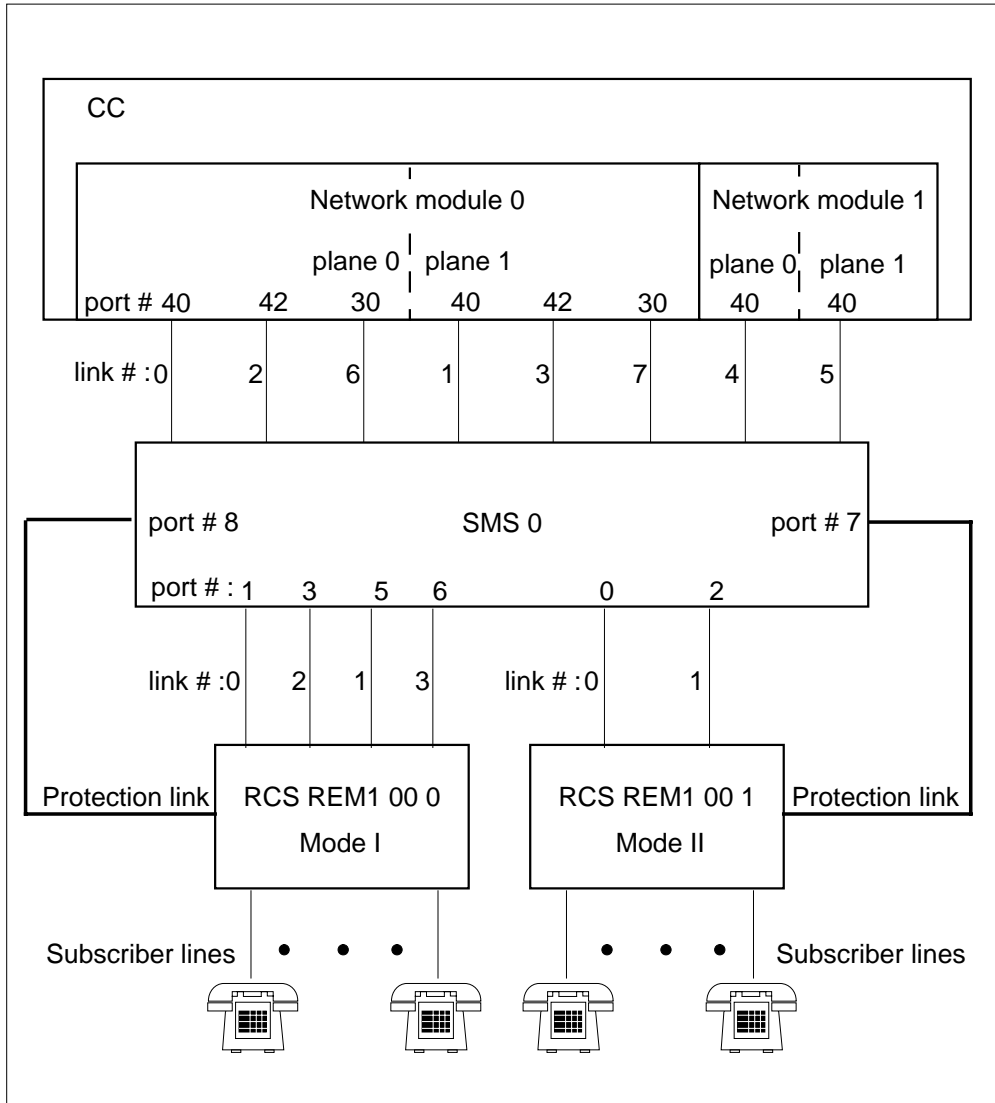 CC
Network module 0 Network module 1
plane 0 plane 1 plane 0 plane 1
port # 40 42 30 40 42 30 40 40
link # :0 2 6 1 3 7 4 5
port # 8 SMS 0 port # 7
port # : 1 3 5 6 0 2
link # :0 2 1 3 link # :0 1
Protection link RCS REM1 00 0 RCS REM1 00 1 Protection link
Mode I Mode II
Subscriber lines Subscriber lines